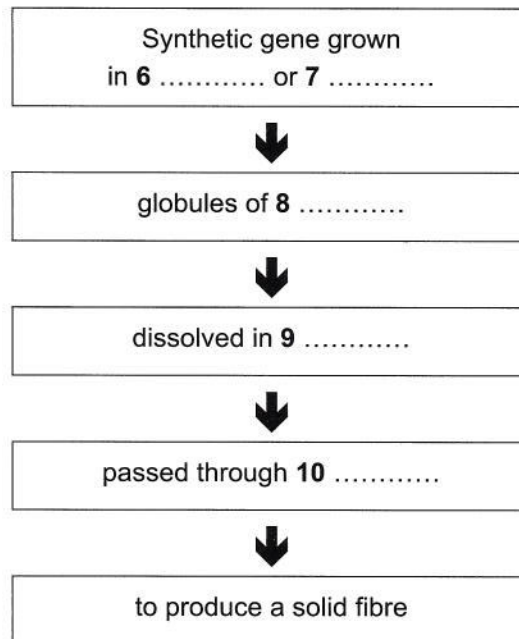 Synthetic gene grown
in 6 ............ or 7 ............
globules of 8 ............
dissolved in 9 ............
passed through 10 ............
to produce a solid fibre